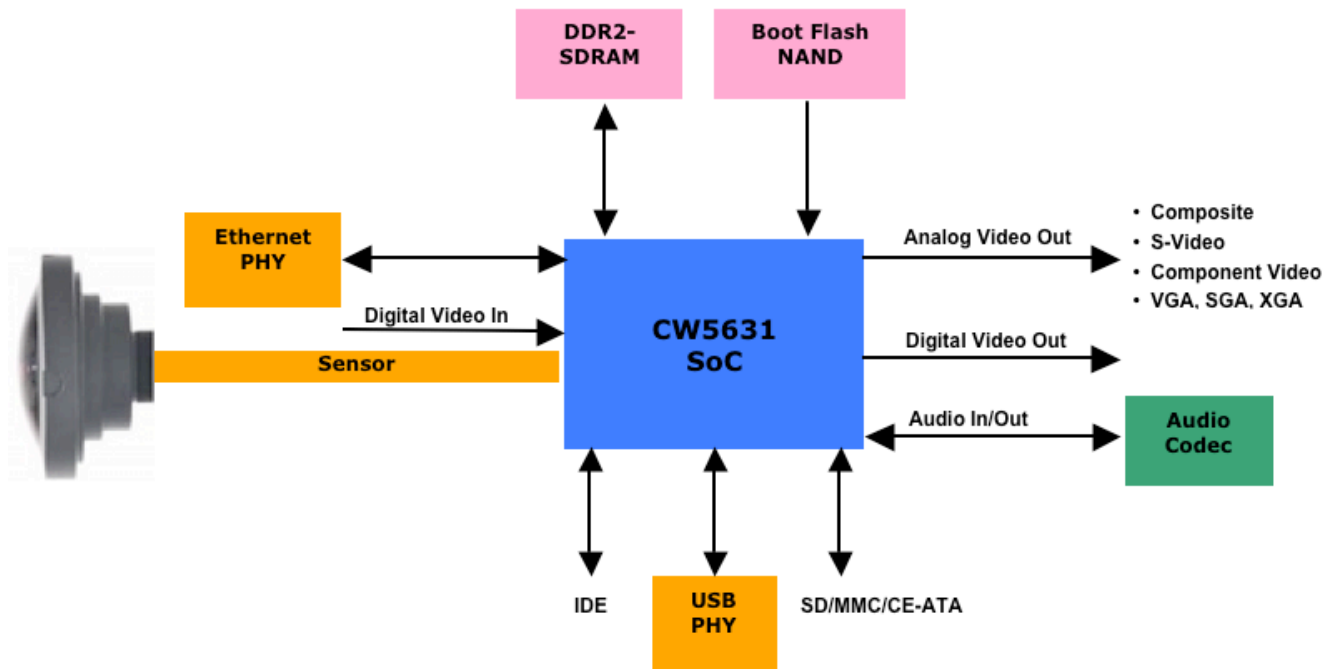 DDR2-
SDRAM
Boot Flash
NAND
Ethernet
PHY
Digital Video In
Sensor
CW5631
SoC
Analog Video Out
• Composite
• S-Video
• Component Video
• VGA, SGA, XGA
Digital Video Out
Audio In/Out
Audio
Codec
IDE
USB
PHY
SD/MMC/CE-ATA